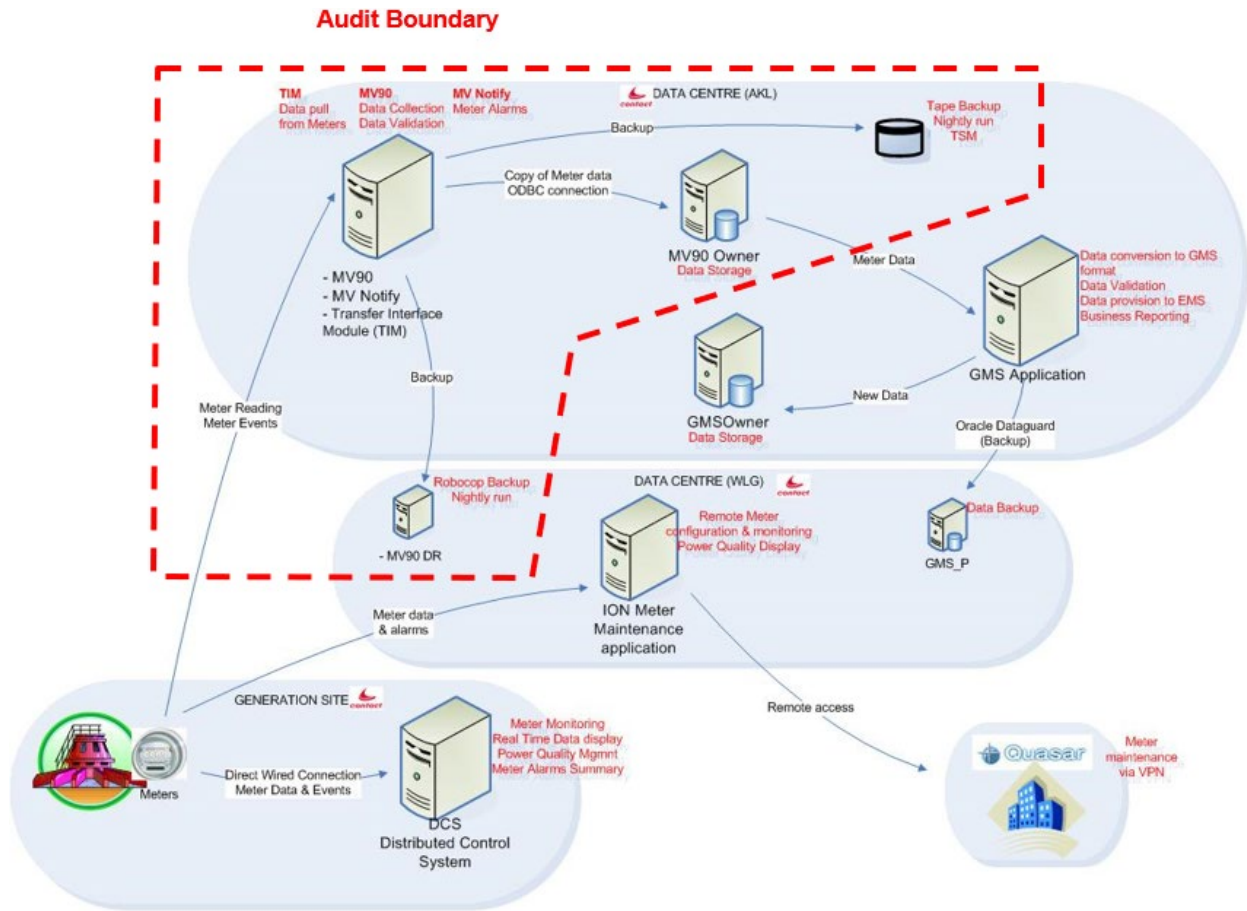 Audit Boundary
TIM
Data pull
from Meters
MV90
Data Collection
Data Validation
MV Notify
Meter Alarms
contact
DATA CENTRE (AKL)
Tape Backup
Nightly run
TSM
Backup
Copy of Meter data
ODBC connection
MV90 Owner
Data Storage
Meter Data
Data conversion to GMS
format
Data Validation
Data provision to EMS
Business Reporting
- MV90
- MV Notify
- Transfer Interface
Module (TIM)
GMS Application
Backup
New Data
Meter Reading
Meter Events
GMSOwner
Data Storage
Oracle Dataguard
(Backup)
DATA CENTRE (WLG)
contact
Robocop Backup
Nightly run
- MV90 DR
Remote Meter
configuration & monitoring
Power Quality Display
Data Backup
GMS_P
Meter data
& alarms
ION Meter
Maintenance
application
GENERATION SITE
contact
Remote access
Meters
Direct Wired Connection
Meter Data & Events
Meter Monitoring
Real Time Data display
Power Quality Mgmnt
Meter Alarms Summary
DCS
Distributed Control
System
Quasar
Meter
maintenance
via VPN